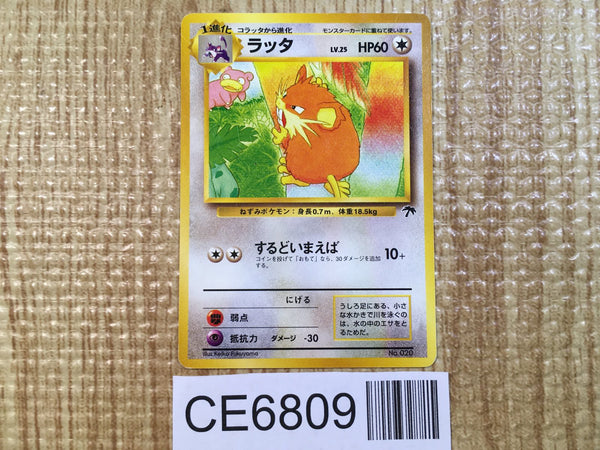 1進化
コラッタから進化
モンスターカードに重ねて使います。
ラッタ LV.25 HP60
ねずみポケモン：身長0.7m、体重18.5kg
するどいまえば 10+
コインを投げて「おもて」なら、30ダメージを追加
する。
にげる
弱点
抵抗力 ダメージ -30
うしろ足にある、小さ
な水かきで川を泳ぐの
は、水の中のエサをと
るためだ。
Illus.Keiko Fukuyama
No.020
CE6809